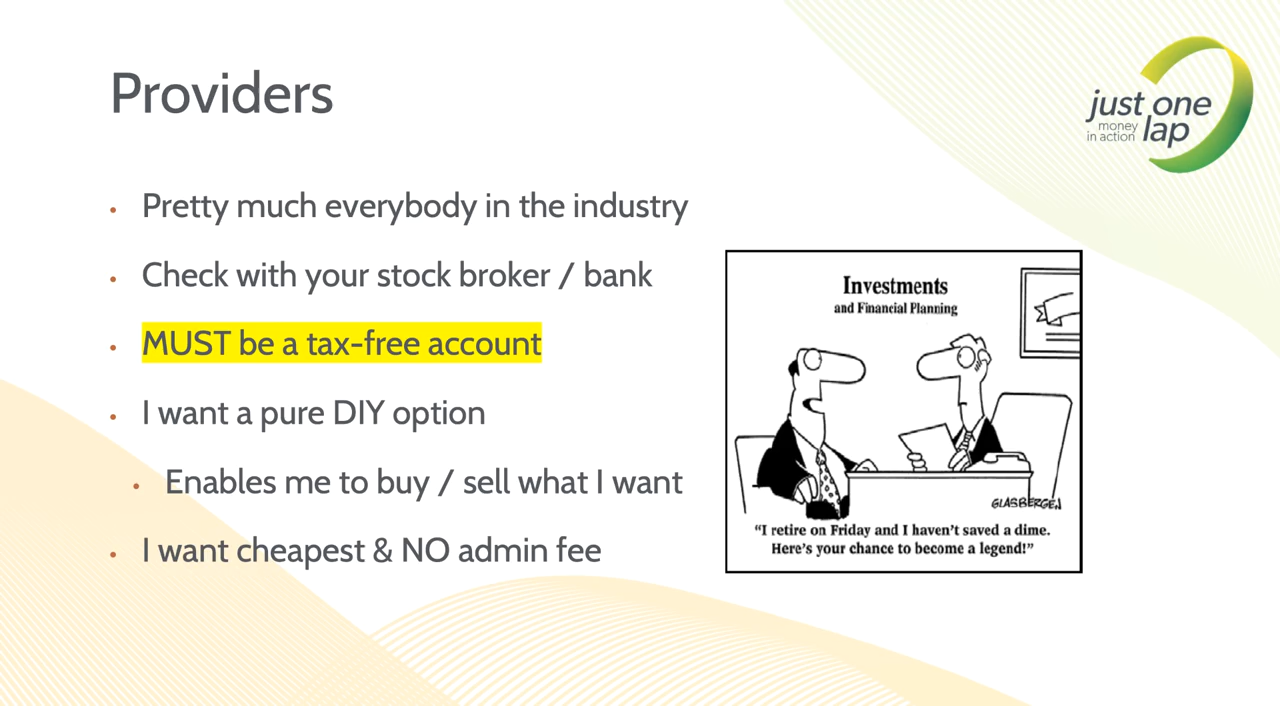 Providers
just one
money
in action lap
• Pretty much everybody in the industry
• Check with your stock broker / bank
• MUST be a tax-free account
• I want a pure DIY option
• Enables me to buy / sell what I want
• I want cheapest & NO admin fee
Investments
and Financial Planning
GLASBERGEN
“I retire on Friday and I haven’t saved a dime.
Here’s your chance to become a legend!”